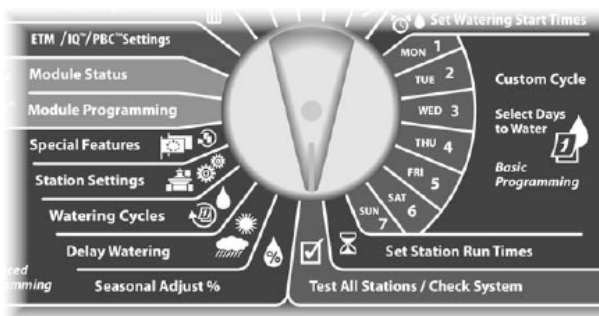 Set Watering Start Times
ETM /IQ™/PBC™Settings
Module Status
Module Programming
Special Features
Station Settings
Watering Cycles
Delay Watering
Seasonal Adjust %
%
MON 1
TUE 2
WED 3
THU 4
FRI 5
SAT 6
SUN 7
Custom Cycle
Select Days
to Water
1
Basic
Programming
Set Station Run Times
Test All Stations / Check System